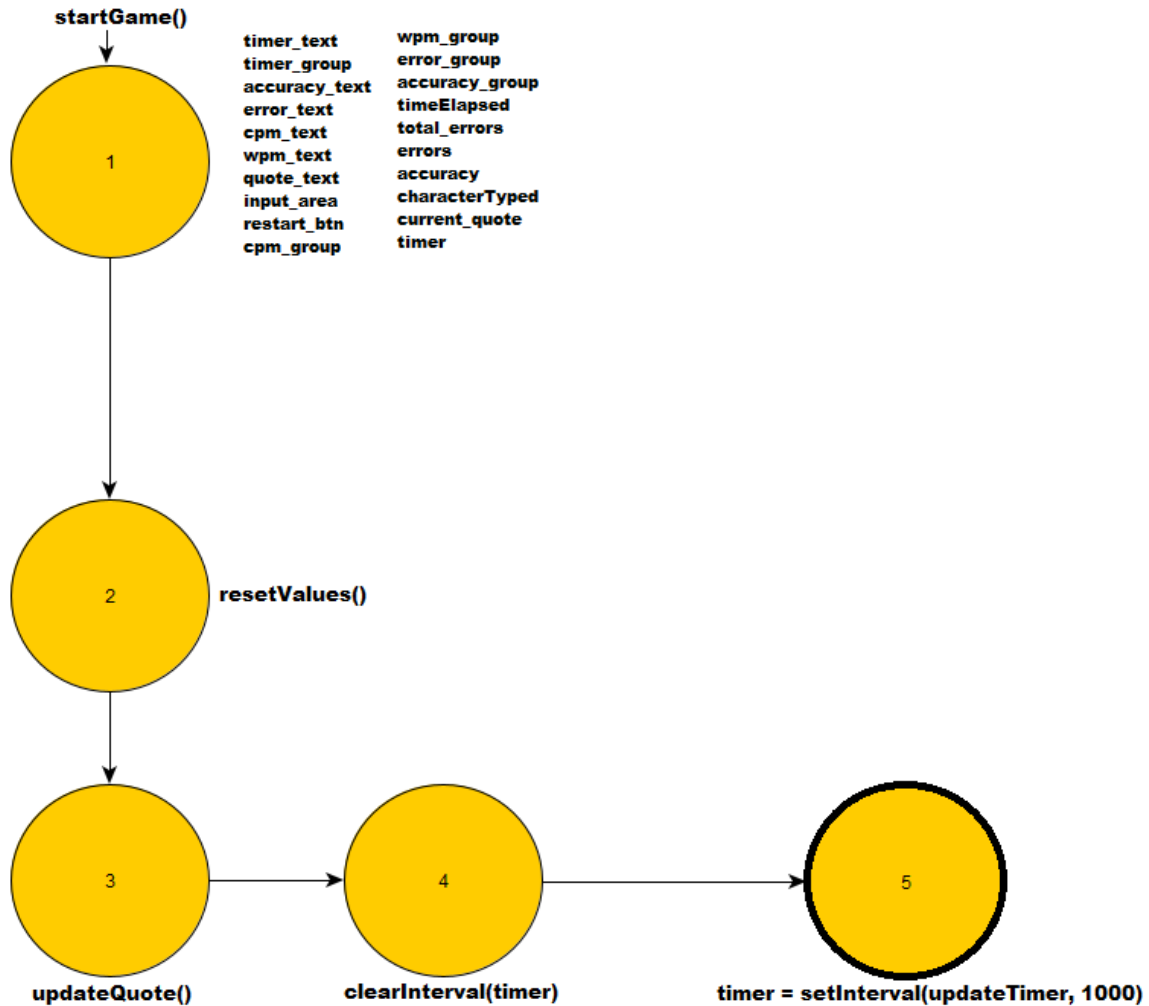 startGame()
1
timer_text
timer_group
accuracy_text
error_text
cpm_text
wpm_text
quote_text
input_area
restart_btn
cpm_group
wpm_group
error_group
accuracy_group
timeElapsed
total_errors
errors
accuracy
characterTyped
current_quote
timer
2
resetValues()
3
updateQuote()
4
clearInterval(timer)
5
timer = setInterval(updateTimer, 1000)